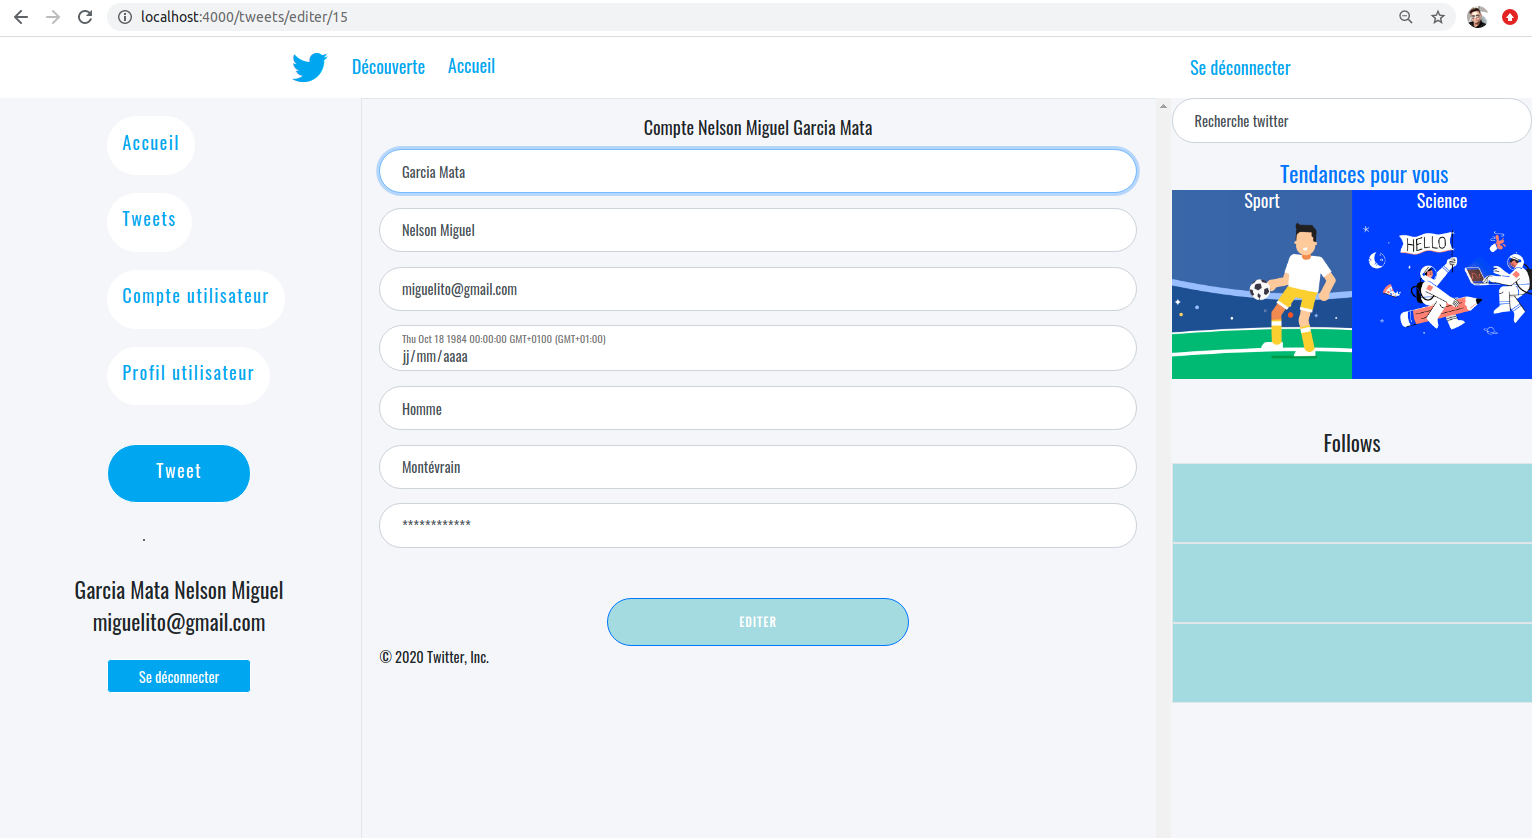 localhost:4000/tweets/editer/15
Découverte
Accueil
Se déconnecter
Accueil
Tweets
Compte utilisateur
Profil utilisateur
Tweet
.
Garcia Mata Nelson Miguel
miguelito@gmail.com
Se déconnecter
Compte Nelson Miguel Garcia Mata
Garcia Mata
Nelson Miguel
miguelito@gmail.com
Thu Oct 18 1984 00:00:00 GMT+0100 (GMT+01:00)
jj/mm/aaaa
Homme
Montévrain
************
EDITER
© 2020 Twitter, Inc.
Recherche twitter
Tendances pour vous
Sport
Science
HELLO
Follows